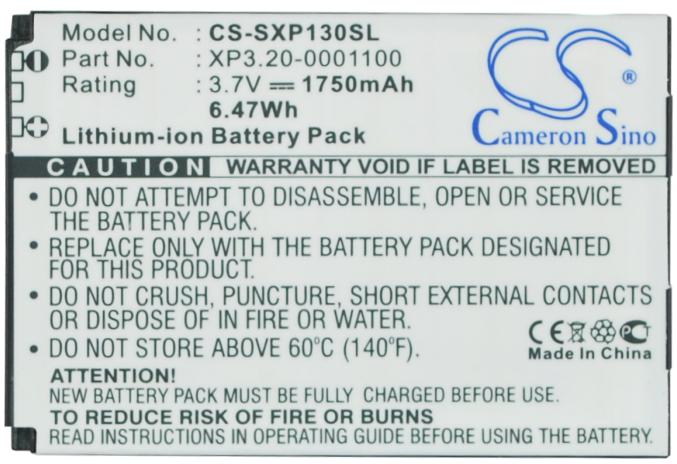 Model No. : CS-SXP130SL
Part No. : XP3.20-0001100
Rating : 3.7V 1750mAh
6.47Wh
Lithium-ion Battery Pack
CS ®
Cameron Sino
CAUTION WARRANTY VOID IF LABEL IS REMOVED
• DO NOT ATTEMPT TO DISASSEMBLE, OPEN OR SERVICE
THE BATTERY PACK.
• REPLACE ONLY WITH THE BATTERY PACK DESIGNATED
FOR THIS PRODUCT.
• DO NOT CRUSH, PUNCTURE, SHORT EXTERNAL CONTACTS
OR DISPOSE OF IN FIRE OR WATER.
• DO NOT STORE ABOVE 60°C (140°F).
CE PCT
Made In China
ATTENTION!
NEW BATTERY PACK MUST BE FULLY CHARGED BEFORE USE
TO REDUCE RISK OF FIRE OR BURNS
READ INSTRUCTIONS IN OPERATING GUIDE BEFORE USING BATTERY